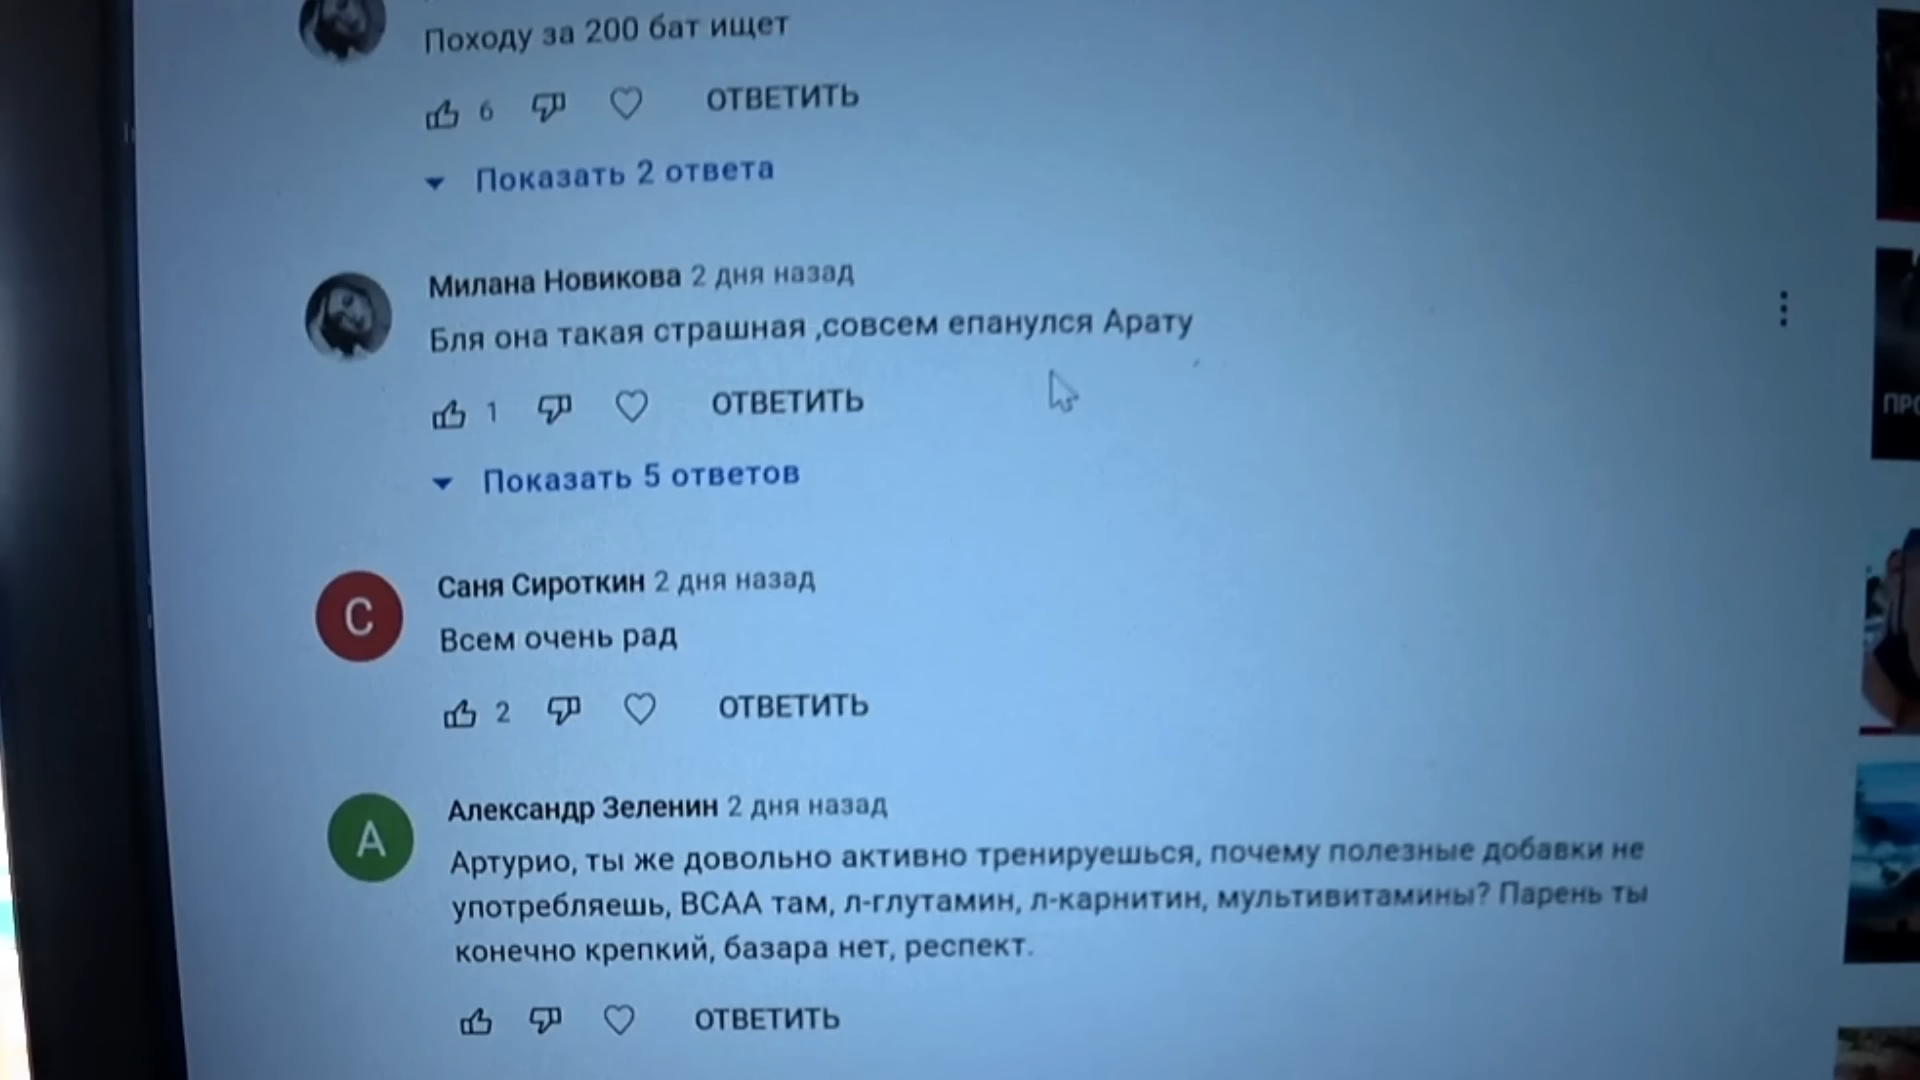 Походу за 200 бат ищет
6 ОТВЕТИТЬ
Показать 2 ответа
Милана Новикова 2 дня назад
Бля она такая страшная ,совсем епанулся Арату
1 ОТВЕТИТЬ
Показать 5 ответов
С
Саня Сироткин 2 дня назад
Всем очень рад
2 ОТВЕТИТЬ
А
Александр Зеленин 2 дня назад
Артурио, ты же довольно активно тренируешься, почему полезные добавки не
употребляешь, ВСАА там, л-глутамин, л-карнитин, мультивитамины? Парень ты
конечно крепкий, базара нет, респект.
ОТВЕТИТЬ